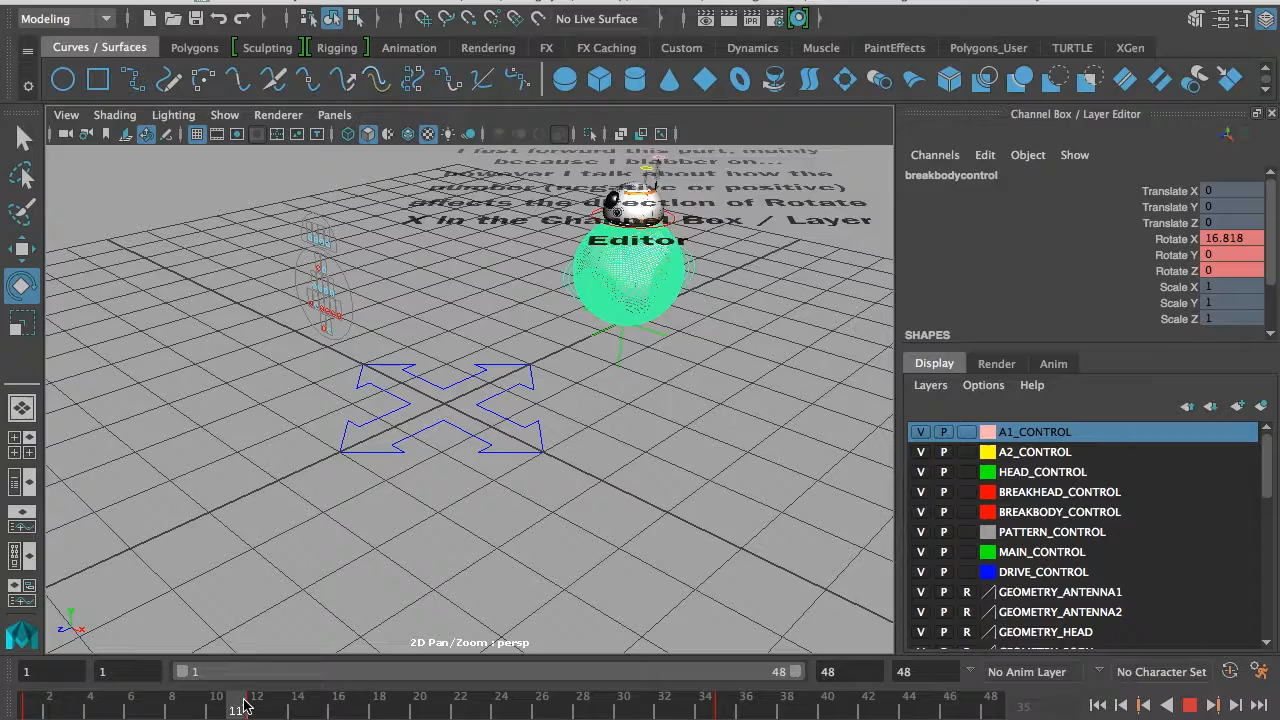 Modeling
No Live Surface
Curves / Surfaces Polygons Sculpting Rigging Animation Rendering FX FX Caching Custom Dynamics Muscle PaintEffects Polygons_User TURTLE XGen
View Shading Lighting Show Renderer Panels
I fast forward this part, mainly
because I blabber on...
however I talk about how the
number (negative or positive)
affects the direction of Rotate
X in the Channel Box / Layer
Editor
2D Pan/Zoom : persp
Channel Box / Layer Editor
Channels Edit Object Show
breakbodycontrol
Translate X 0
Translate Y 0
Translate Z 0
Rotate X 16.818
Rotate Y 0
Rotate Z 0
Scale X 1
Scale Y 1
Scale Z 1
SHAPES
Display Render Anim
Layers Options Help
V P A1_CONTROL
V P A2_CONTROL
V P HEAD_CONTROL
V P BREAKHEAD_CONTROL
V P BREAKBODY_CONTROL
V P PATTERN_CONTROL
V P MAIN_CONTROL
V P DRIVE_CONTROL
V P R GEOMETRY_ANTENNA1
V P R GEOMETRY_ANTENNA2
V P R GEOMETRY_HEAD
1 1 1 48 48 48 No Anim Layer No Character Set
2 4 6 8 10 12 14 16 18 20 22 24 26 28 30 32 34 36 38 40 42 44 46 48
11
35